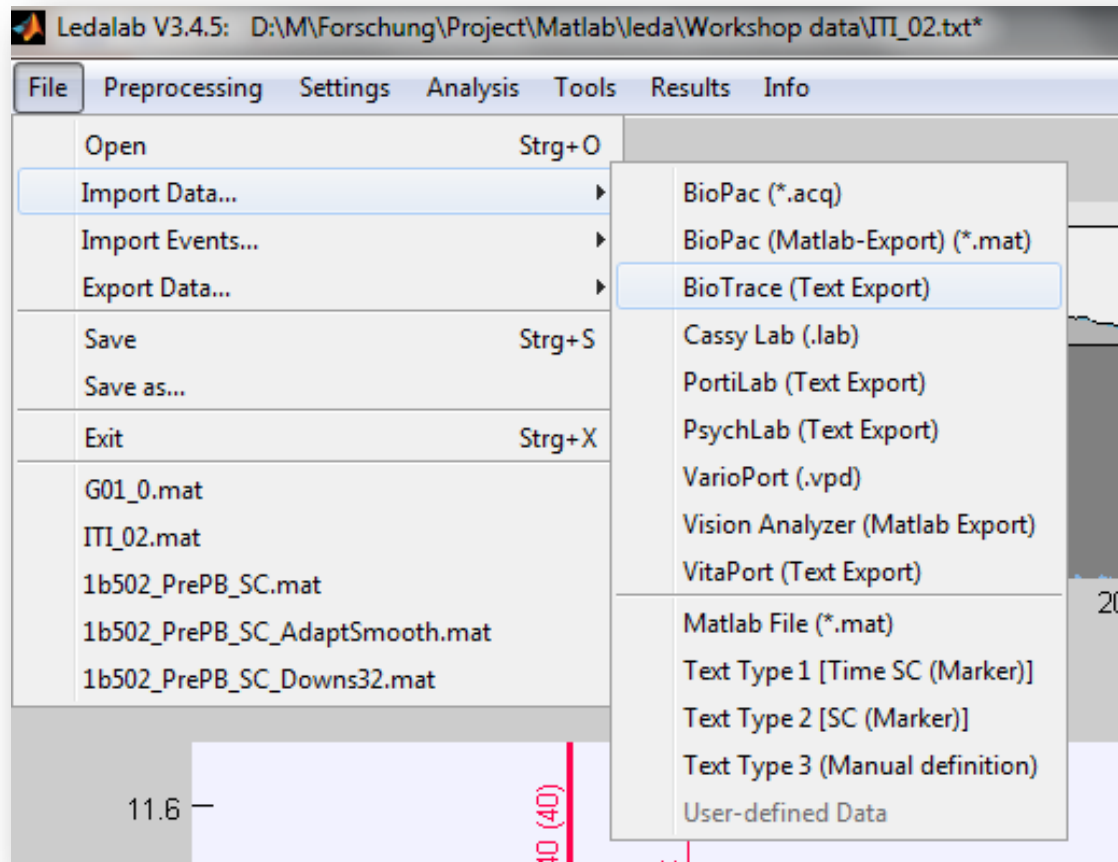 Ledalab V3.4.5: D:\M\Forschung\Project\Matlab\leda\Workshop data\ITI_02.txt*
File Preprocessing Settings Analysis Tools Results Info
Open Strg+O
Import Data...
Import Events...
Export Data...
Save Strg+S
Save as...
Exit Strg+X
G01_0.mat
ITI_02.mat
1b502_PrePB_SC.mat
1b502_PrePB_SC_AdaptSmooth.mat
1b502_PrePB_SC_Downs32.mat
BioPac (*.acq)
BioPac (Matlab-Export) (*.mat)
BioTrace (Text Export)
Cassy Lab (.lab)
PortiLab (Text Export)
PsychLab (Text Export)
VarioPort (.vpd)
Vision Analyzer (Matlab Export)
VitaPort (Text Export)
Matlab File (*.mat)
Text Type 1 [Time SC (Marker)]
Text Type 2 [SC (Marker)]
Text Type 3 (Manual definition)
User-defined Data
20
11.6
40 (40)